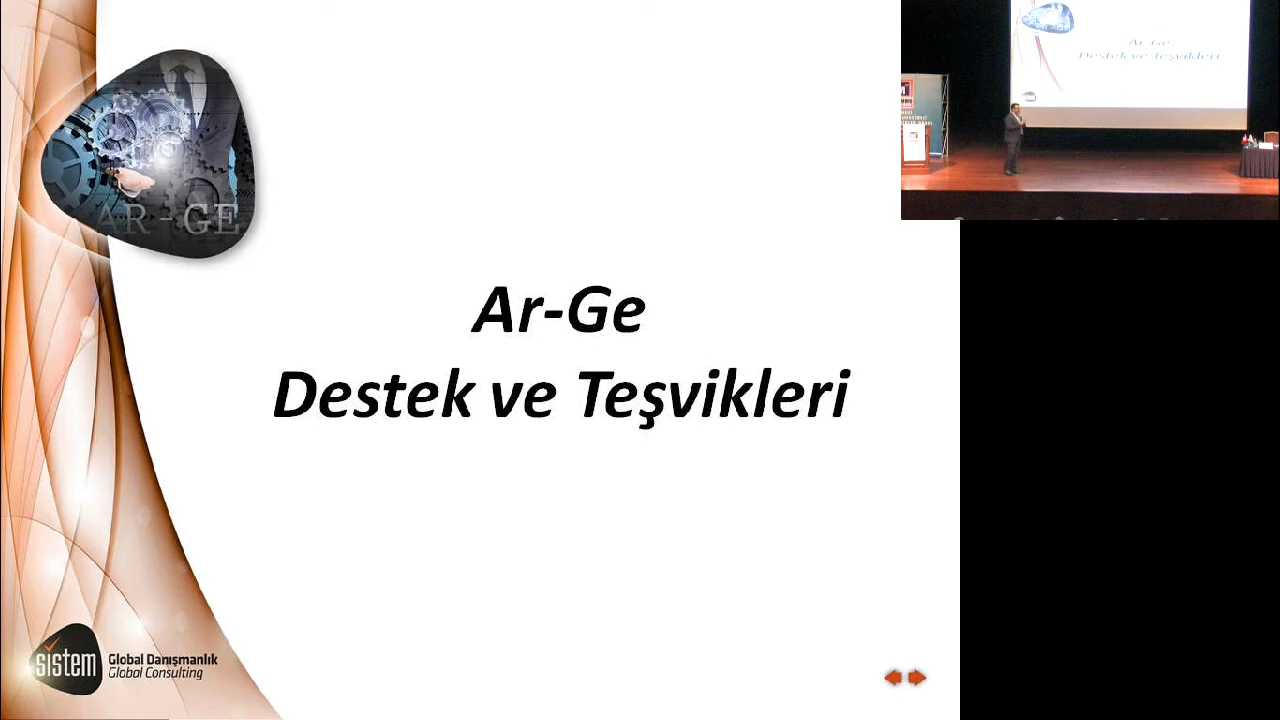 AR-GE
Ar-Ge
Destek ve Teşvikleri
sistem
Global Danışmanlık
Global Consulting
Ar-Ge
Destek ve Teşvikleri